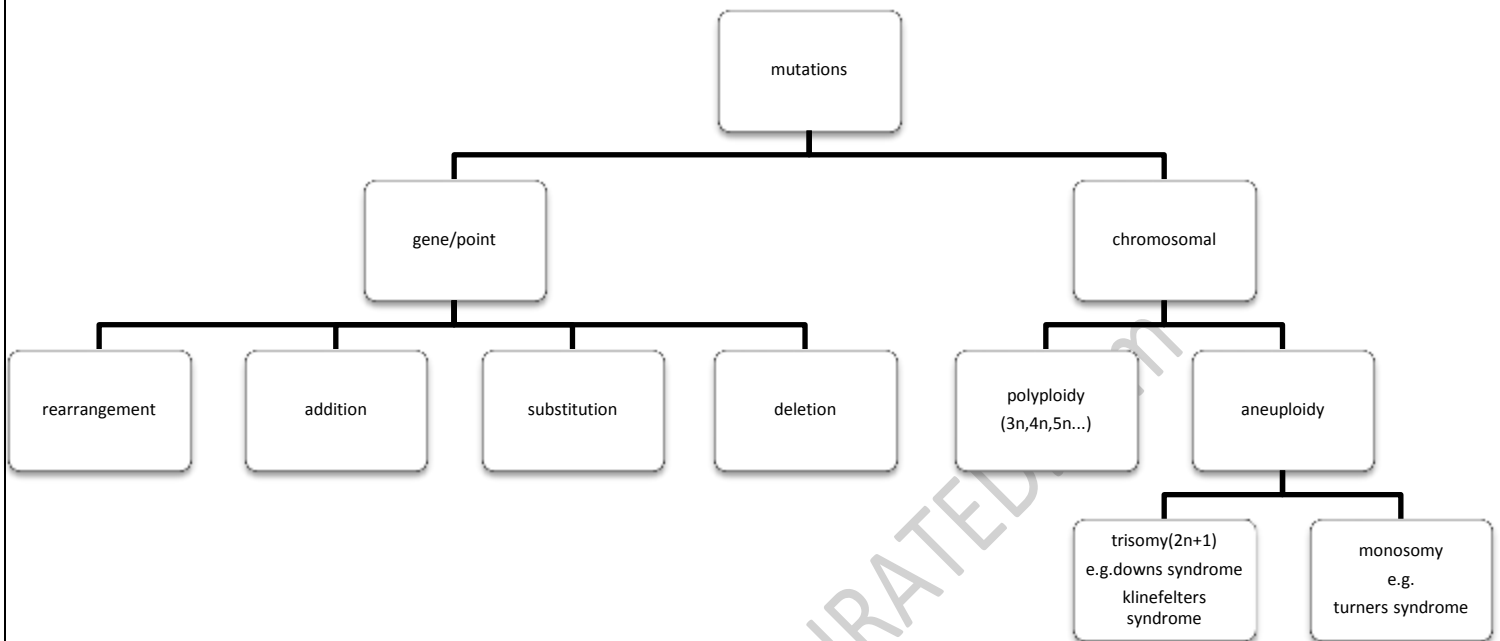 mutations
gene/point
chromosomal
rearrangement
addition
substitution
deletion
polyploidy
(3n,4n,5n...)
aneuploidy
trisomy(2n+1)
e.g.downs syndrome
klinefelters
syndrome
monosomy
e.g.
turners syndrome